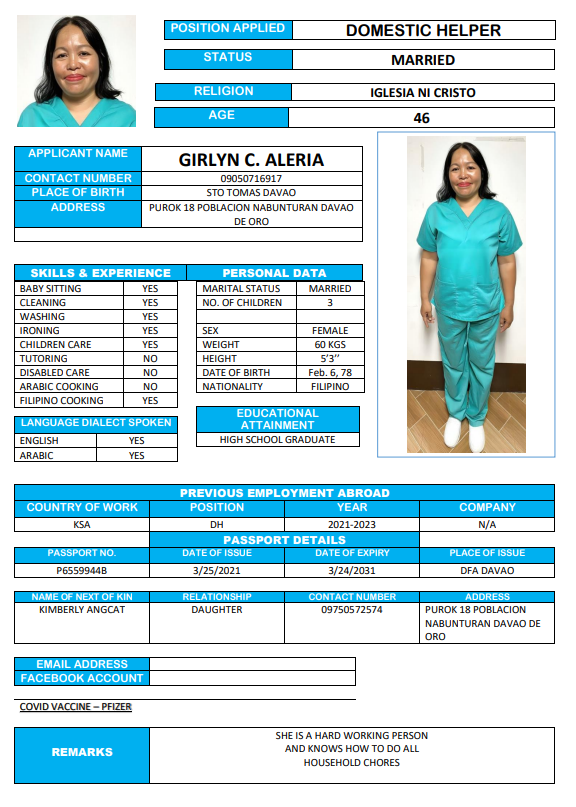 POSITION APPLIED DOMESTIC HELPER
STATUS MARRIED
RELIGION IGLESIA NI CRISTO
AGE 46
APPLICANT NAME GIRLYN C. ALERIA
CONTACT NUMBER 09050716917
PLACE OF BIRTH STO TOMAS DAVAO
ADDRESS PUROK 18 POBLACION NABUNTURAN DAVAO
DE ORO
SKILLS & EXPERIENCE PERSONAL DATA
BABY SITTING YES MARITAL STATUS MARRIED
CLEANING YES NO. OF CHILDREN 3
WASHING YES
IRONING YES SEX FEMALE
CHILDREN CARE YES WEIGHT 60 KGS
TUTORING NO HEIGHT 5’3’’
DISABLED CARE NO DATE OF BIRTH Feb. 6, 78
ARABIC COOKING NO NATIONALITY FILIPINO
FILIPINO COOKING YES
LANGUAGE DIALECT SPOKEN
ENGLISH YES
ARABIC YES
EDUCATIONAL
ATTAINMENT
HIGH SCHOOL GRADUATE
PREVIOUS EMPLOYMENT ABROAD
COUNTRY OF WORK POSITION YEAR COMPANY
KSA DH 2021-2023 N/A
PASSPORT DETAILS
PASSPORT NO. DATE OF ISSUE DATE OF EXPIRY PLACE OF ISSUE
P6559944B 3/25/2021 3/24/2031 DFA DAVAO
NAME OF NEXT OF KIN RELATIONSHIP CONTACT NUMBER ADDRESS
KIMBERLY ANGCAT DAUGHTER 09750572574 PUROK 18 POBLACION
NABUNTURAN DAVAO DE
ORO
EMAIL ADDRESS
FACEBOOK ACCOUNT
COVID VACCINE – PFIZER
REMARKS
SHE IS A HARD WORKING PERSON
AND KNOWS HOW TO DO ALL
HOUSEHOLD CHORES